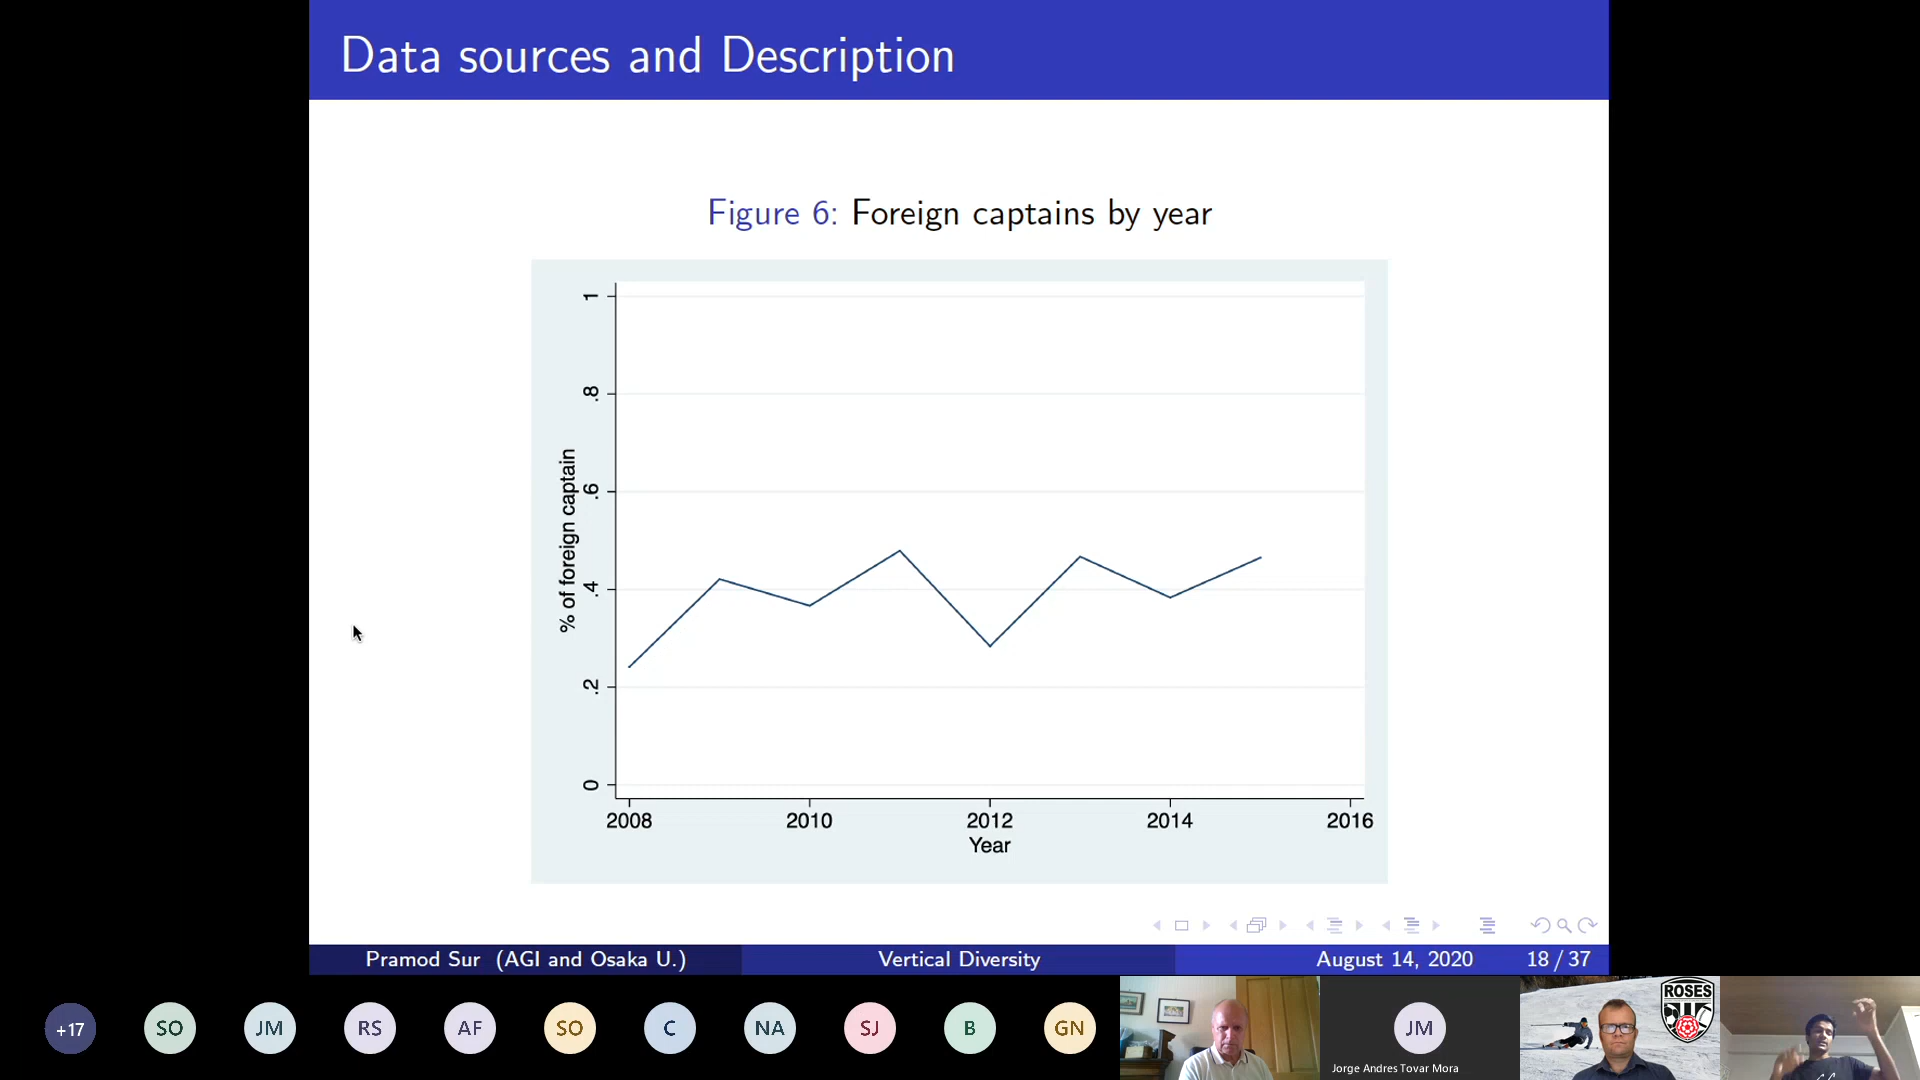 Data sources and Description
Figure 6: Foreign captains by year
% of foreign captain
1
.8
.6
.4
.2
0
2008 2010 2012 2014 2016
Year
Pramod Sur (AGI and Osaka U.) Vertical Diversity August 14, 2020 18 / 37
+17 SO JM RS AF SO C NA SJ B GN JM
Jorge Andres Tovar Mora
ROSES